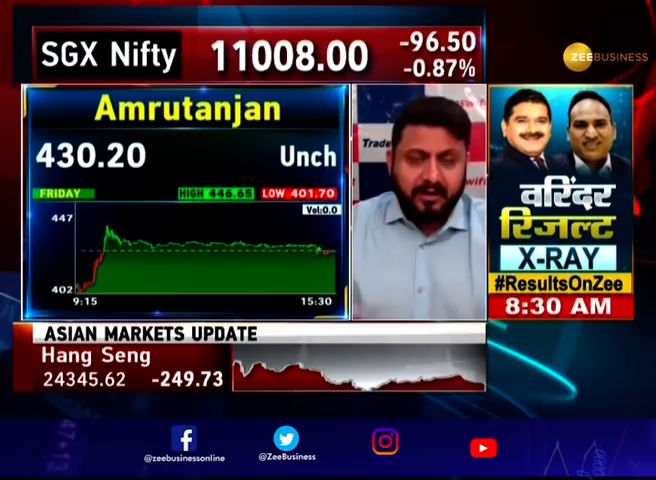 SGX Nifty 11008.00 -96.50
-0.87%
ZEEBUSINESS
Amrutanjan
430.20 Unch
FRIDAY HIGH 446.65 LOW 401.70
Vol:0.0
447
402
9:15 15:30
Trade
Swifi
वरिंदर
रिजल्ट
X-RAY
#ResultsOnZee
8:30 AM
ASIAN MARKETS UPDATE
Hang Seng
24345.62 -249.73
@zeebusinessonline @ZeeBusiness